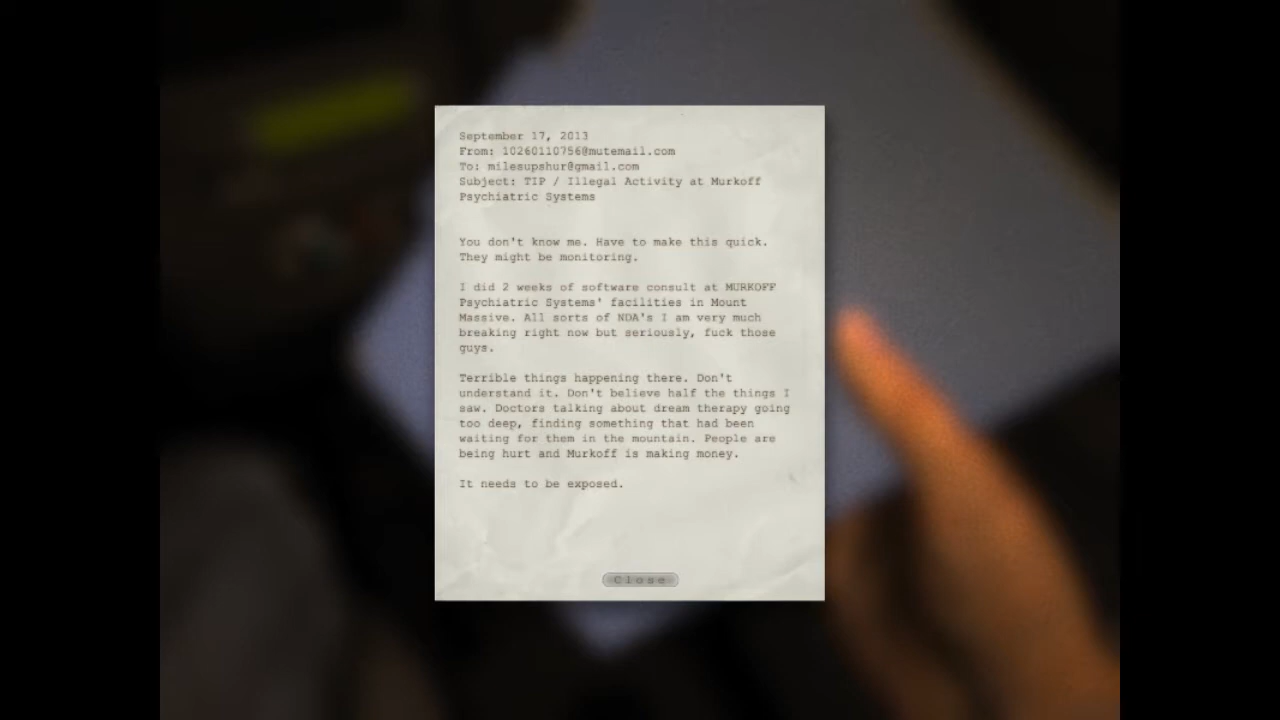 September 17, 2013
From: 10260110756@mutemail.com
To: milesupshur@gmail.com
Subject: TIP / Illegal Activity at Murkoff
Psychiatric Systems
You don't know me. Have to make this quick.
They might be monitoring.
I did 2 weeks of software consult at MURKOFF
Psychiatric Systems' facilities in Mount
Massive. All sorts of NDA's I am very much
breaking right now but seriously, fuck those
guys.
Terrible things happening there. Don't
understand it. Don't believe half the things I
saw. Doctors talking about dream therapy going
too deep, finding something that had been
waiting for them in the mountain. People are
being hurt and Murkoff is making money.
It needs to be exposed.
Close